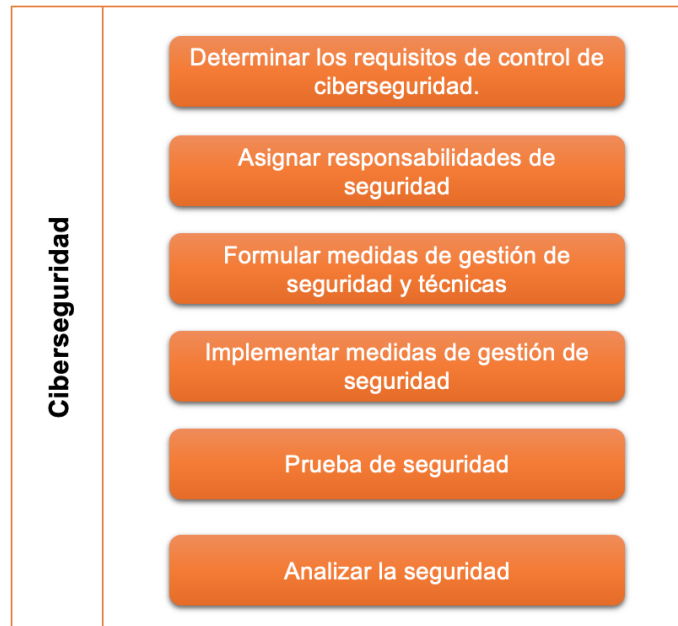 Ciberseguridad
Determinar los requisitos de control de
ciberseguridad.
Asignar responsabilidades de
seguridad
Formular medidas de gestión de
seguridad y técnicas
Implementar medidas de gestión de
seguridad
Prueba de seguridad
Analizar la seguridad